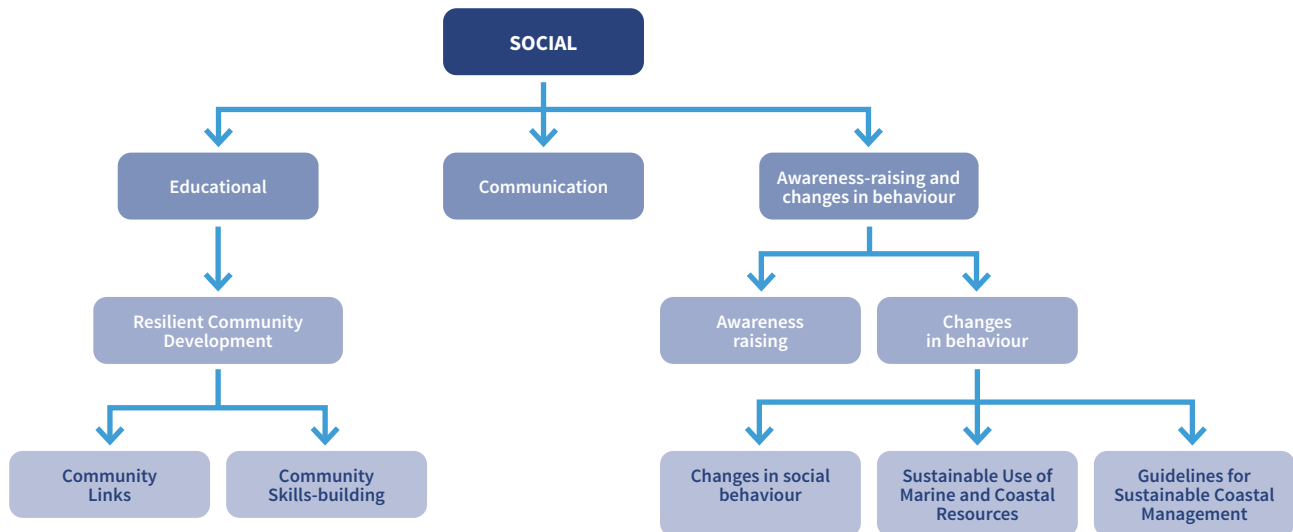 SOCIAL
Educational
Communication
Awareness-raising and
changes in behaviour
Resilient Community
Development
Awareness
raising
Changes
in behaviour
Community
Links
Community
Skills-building
Changes in social
behaviour
Sustainable Use of
Marine and Coastal
Resources
Guidelines for
Sustainable Coastal
Management